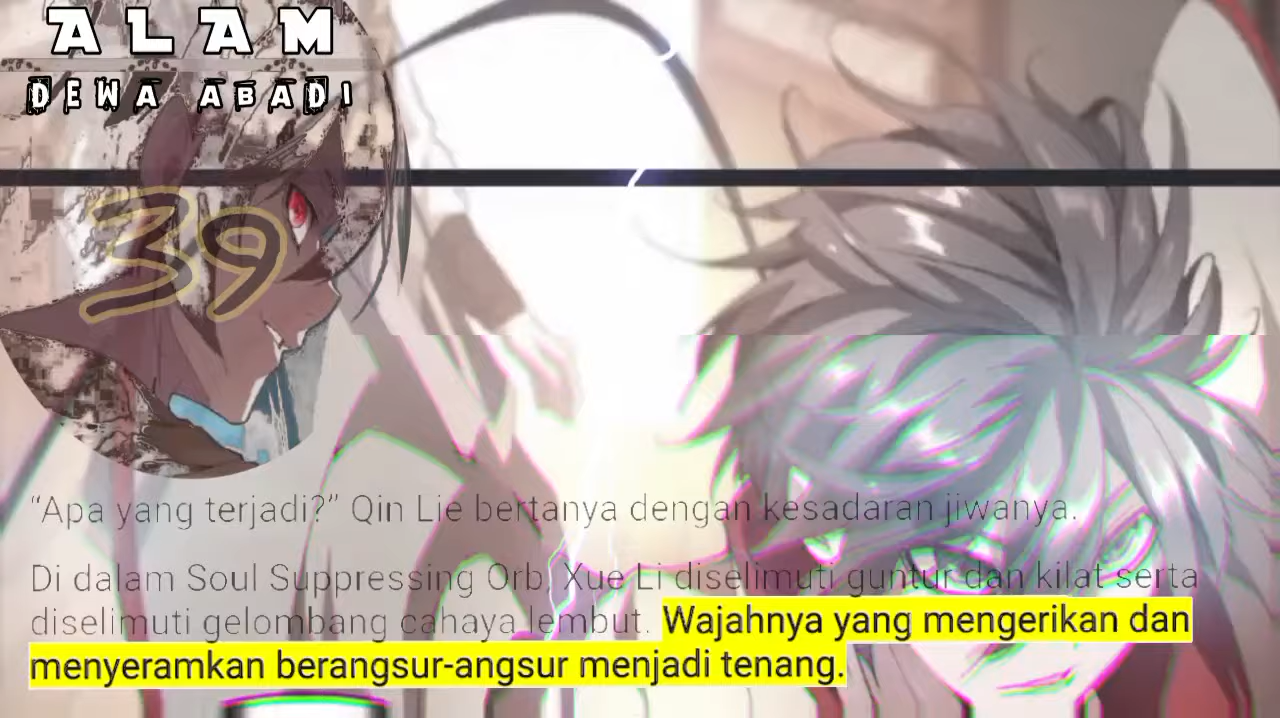 ALAM
DEWA ABADI
39
“Apa yang terjadi?” Qin Lie bertanya dengan kesadaran jiwanya.
Di dalam Soul Suppressing Orb, Xue Li diselimuti guntur dan kilat serta
diselimuti gelombang cahaya lembut. Wajahnya yang mengerikan dan
menyeramkan berangsur-angsur menjadi tenang.